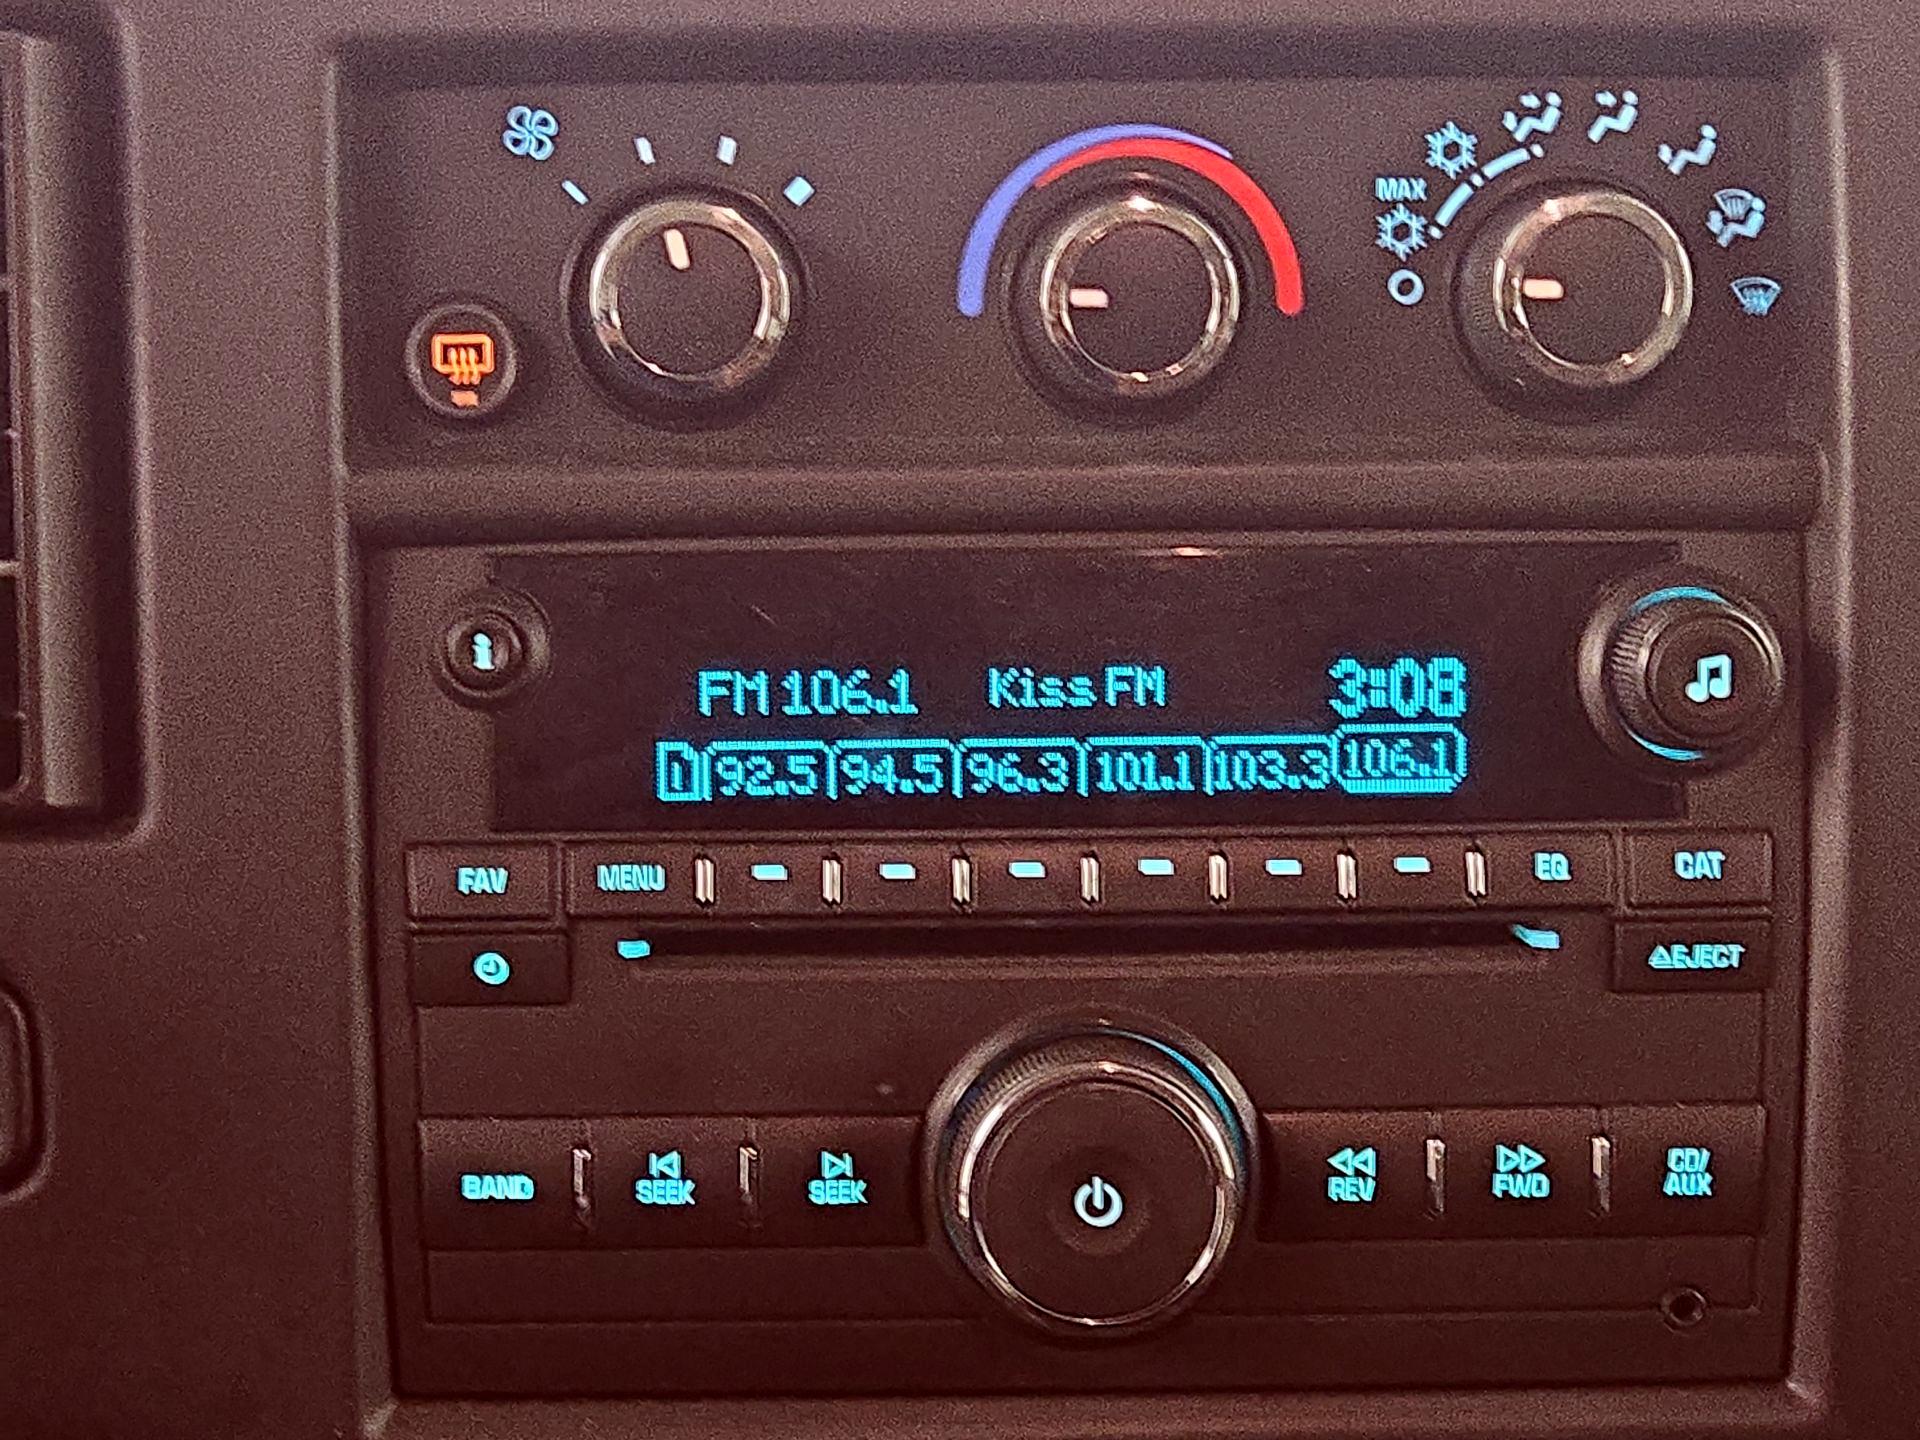 MAX
FM 106.1 Kiss FM 3:08
1 92.5 94.5 96.3 101.1 103.3 106.1
FAV MENU EQ CAT
EJECT
BAND SEEK SEEK REV FWD CD/
AUX